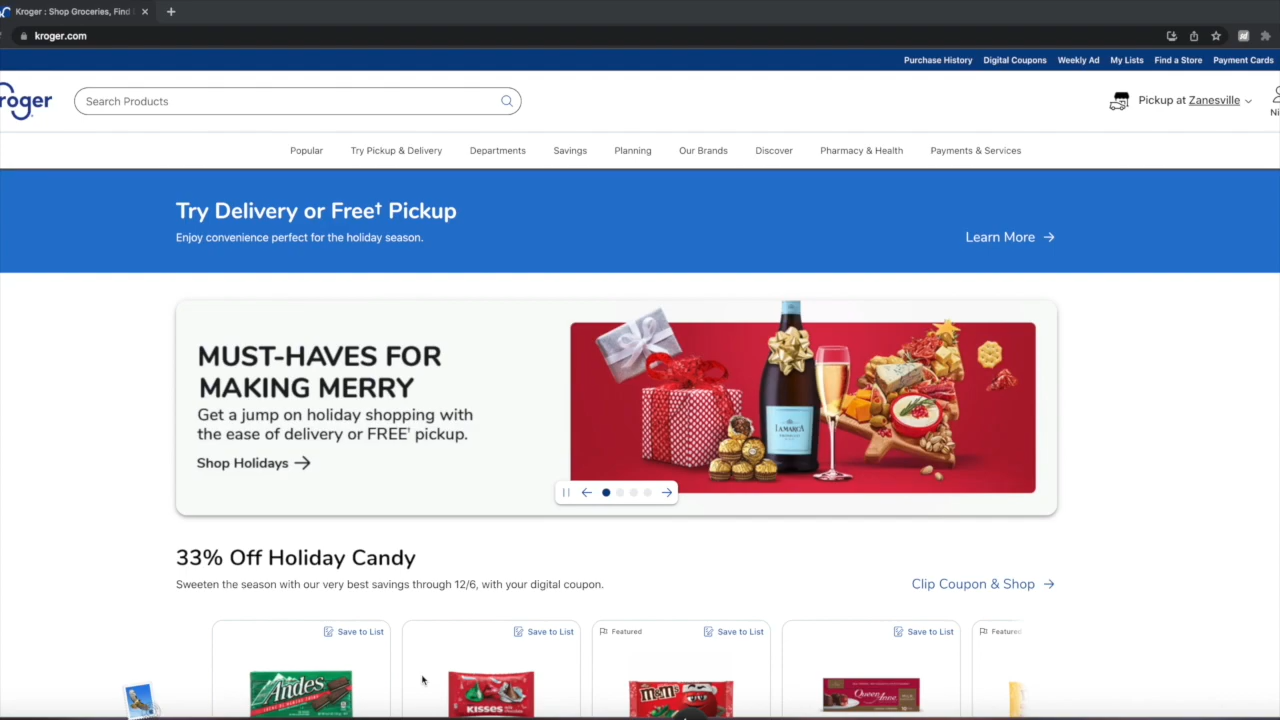 Kroger : Shop Groceries, Find
kroger.com
Purchase History Digital Coupons Weekly Ad My Lists Find a Store Payment Cards
roger
Search Products
Pickup at Zanesville
Ni
Popular Try Pickup & Delivery Departments Savings Planning Our Brands Discover Pharmacy & Health Payments & Services
Try Delivery or Free† Pickup
Enjoy convenience perfect for the holiday season.
Learn More
MUST-HAVES FOR
MAKING MERRY
Get a jump on holiday shopping with
the ease of delivery or FREE† pickup.
Shop Holidays
LAMARCA
PROSECCO
33% Off Holiday Candy
Sweeten the season with our very best savings through 12/6, with your digital coupon.
Clip Coupon & Shop
Save to List
Save to List
Featured Save to List
Save to List
Feature
Andes
KISSES
m&m's
Queen Anne